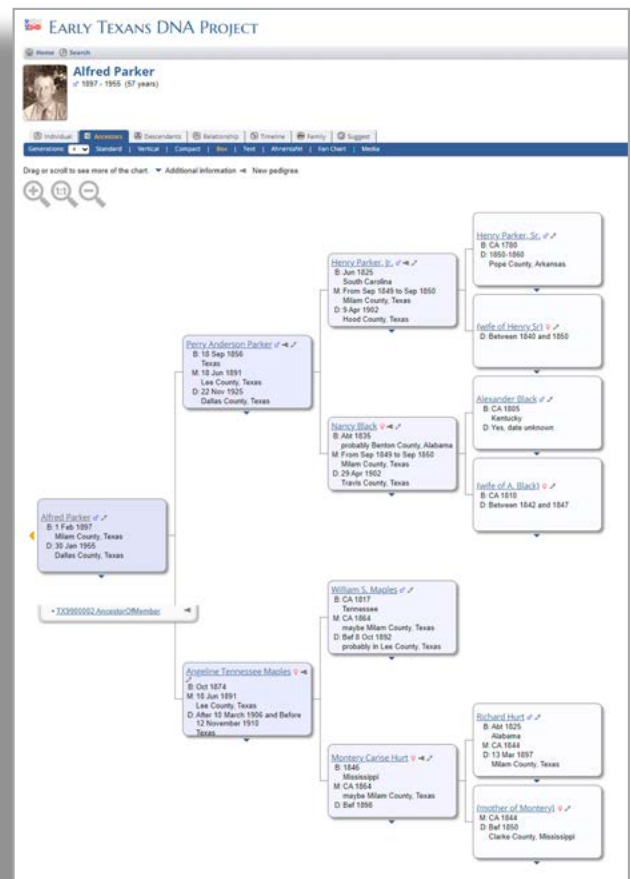 EARLY TEXANS DNA PROJECT
Home Search
Alfred Parker
♂ 1897 - 1955 (57 years)
Individual Ancestors Descendants Relationship Timeline Family Suggest
Generations: 4 Standard | Vertical | Compact | Box | Text | Ahnentafel | Fan Chart | Media
Drag or scroll to see more of the chart. Additional information New pedigree
1:1
Henry Parker, Sr. ♂
B: CA 1780
D: 1850-1860
Pope County, Arkansas
Henry Parker, Jr. ♂
B: Jun 1825
South Carolina
M: From Sep 1849 to Sep 1850
Milam County, Texas
D: 9 Apr 1902
Hood County, Texas
(wife of Henry Sr) ♀
D: Between 1840 and 1850
Perry Anderson Parker ♂
B: 18 Sep 1856
Texas
M: 18 Jun 1891
Lee County, Texas
D: 22 Nov 1925
Dallas County, Texas
Alexander Black ♂
B: CA 1805
Kentucky
D: Yes, date unknown.
Nancy Black ♀
B: Abt 1835
probably Benton County, Alabama
M: From Sep 1849 to Sep 1850
Milam County, Texas
D: 29 Apr 1902
Travis County, Texas
(wife of A. Black) ♀
B: CA 1810
D: Between 1842 and 1847
Alfred Parker ♂
B: 1 Feb 1897
Milam County, Texas
D: 30 Jan 1955
Dallas County, Texas
• TX9900002 AncestorOfMember
William S. Maples ♂
B: CA 1817
Tennessee
M: CA 1864
maybe Milam County, Texas
D: Bef 8 Oct 1892
probably in Lee County, Texas
Angeline Tennessee Maples ♀
B: Oct 1874
M: 18 Jun 1891
Lee County, Texas
D: After 10 March 1906 and Before
12 November 1910
Texas
Richard Hurt ♂
B: Abt 1825
Alabama
M: CA 1844
D: 13 Mar 1897
Milam County, Texas
Montery Carise Hurt ♀
B: 1846
Mississippi
M: CA 1864
maybe Milam County, Texas
D: Bef 1898
(mother of Montery) ♀
M: CA 1844
D: Bef 1850
Clarke County, Mississippi